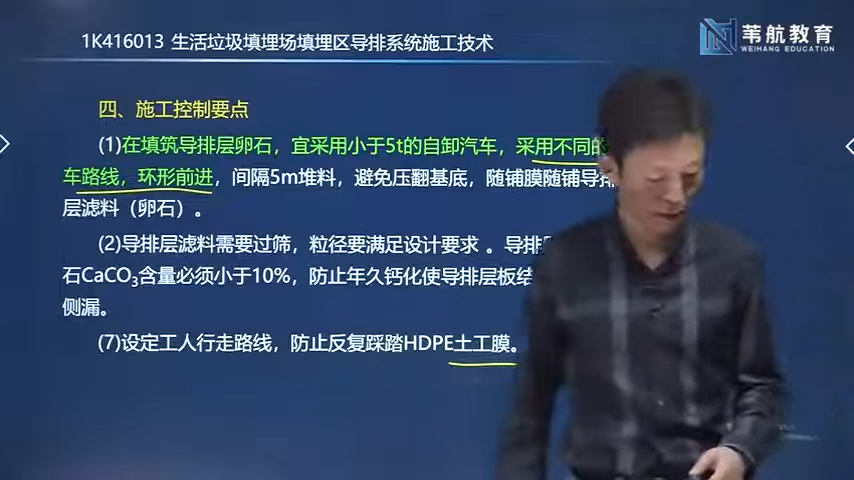 1K416013 生活垃圾填埋场填埋区导排系统施工技术
苇航教育
WEIHANG EDUCATION
四、施工控制要点
(1)在填筑导排层卵石，宜采用小于5t的自卸汽车，采用不同的
车路线，环形前进，间隔5m堆料，避免压翻基底，随铺膜随铺导排
层滤料（卵石）。
(2)导排层滤料需要过筛，粒径要满足设计要求 。导排
石CaCO₃含量必须小于10%，防止年久钙化使导排层板结
侧漏。
(7)设定工人行走路线，防止反复踩踏HDPE土工膜。